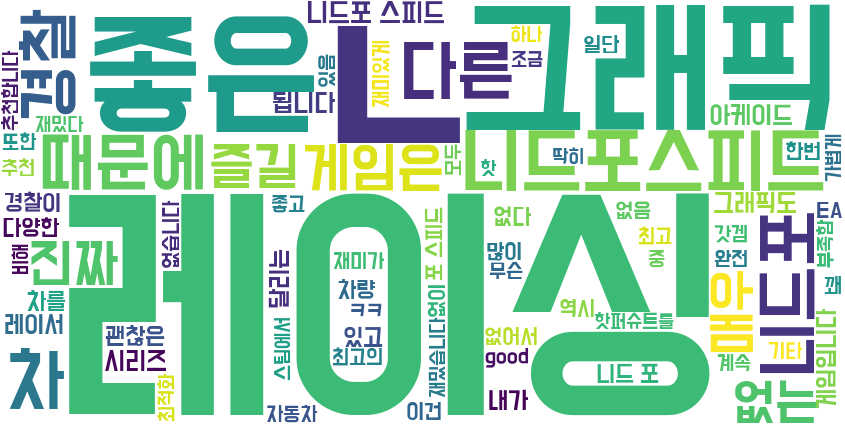 니드포 스피드
하나
일단
조금
경찰
좋은
다른
그래픽
추천합니다
있음
재미있게
됩니다
아케이드
재밌다
또한
추천
때문에
즐길
게임은
모두
핫
니드포스피드
딱히
한번
가볍게
경찰이
다양한
비해
진짜
없습니다
좋고
레이싱
없다
없음
그래픽도
EA
부족함
많이
무슨
최고
중
갓겜
완전
니드포
꽤
차를
레이서
차
괜찮은
시리즈
달리는
재미가
차량
ㅋㅋ
있고
최고의
포 스피드
없이
역시
핫퍼슈트를
몸
아
기타
계속
게임입니다
없어서
good
스팀에서
재밌습니다
니드 포
없는
최적화
자동차
이건
내가